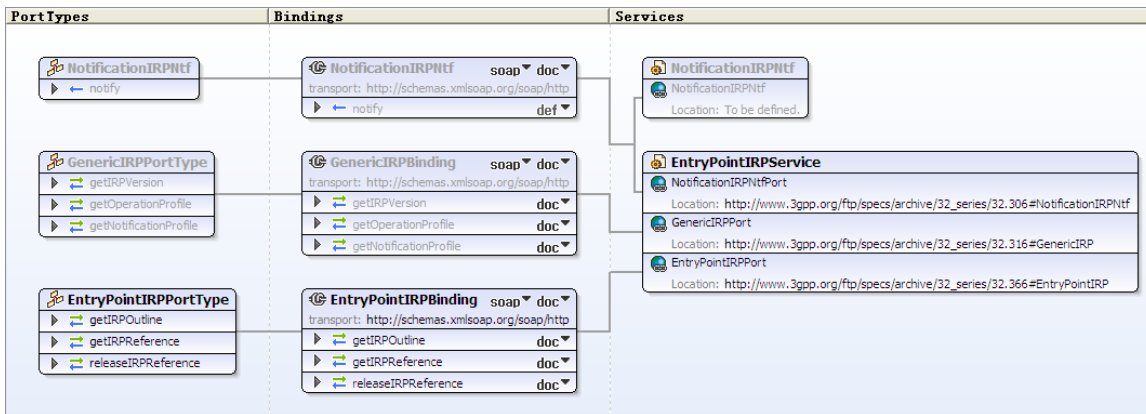 PortTypes
Bindings
Services
NotificationIRPNtf
notify
NotificationIRPNtf soap doc
transport: http://schemas.xmlsoap.org/soap/http
notify def
NotificationIRPNtf
NotificationIRPNtf
Location: To be defined.
GenericIRPPortType
getIRPVersion
getOperationProfile
getNotificationProfile
GenericIRPBinding soap doc
transport: http://schemas.xmlsoap.org/soap/http
getIRPVersion doc
getOperationProfile doc
getNotificationProfile doc
EntryPointIRPService
NotificationIRPNtfPort
Location: http://www.3gpp.org/ftp/specs/archive/32_series/32.306#NotificationIRPNtf
GenericIRPPort
Location: http://www.3gpp.org/ftp/specs/archive/32_series/32.316#GenericIRP
EntryPointIRPPort
Location: http://www.3gpp.org/ftp/specs/archive/32_series/32.366#EntryPointIRP
EntryPointIRPPortType
getIRPOutline
getIRPReference
releaseIRPReference
EntryPointIRPBinding soap doc
transport: http://schemas.xmlsoap.org/soap/http
getIRPOutline doc
getIRPReference doc
releaseIRPReference doc